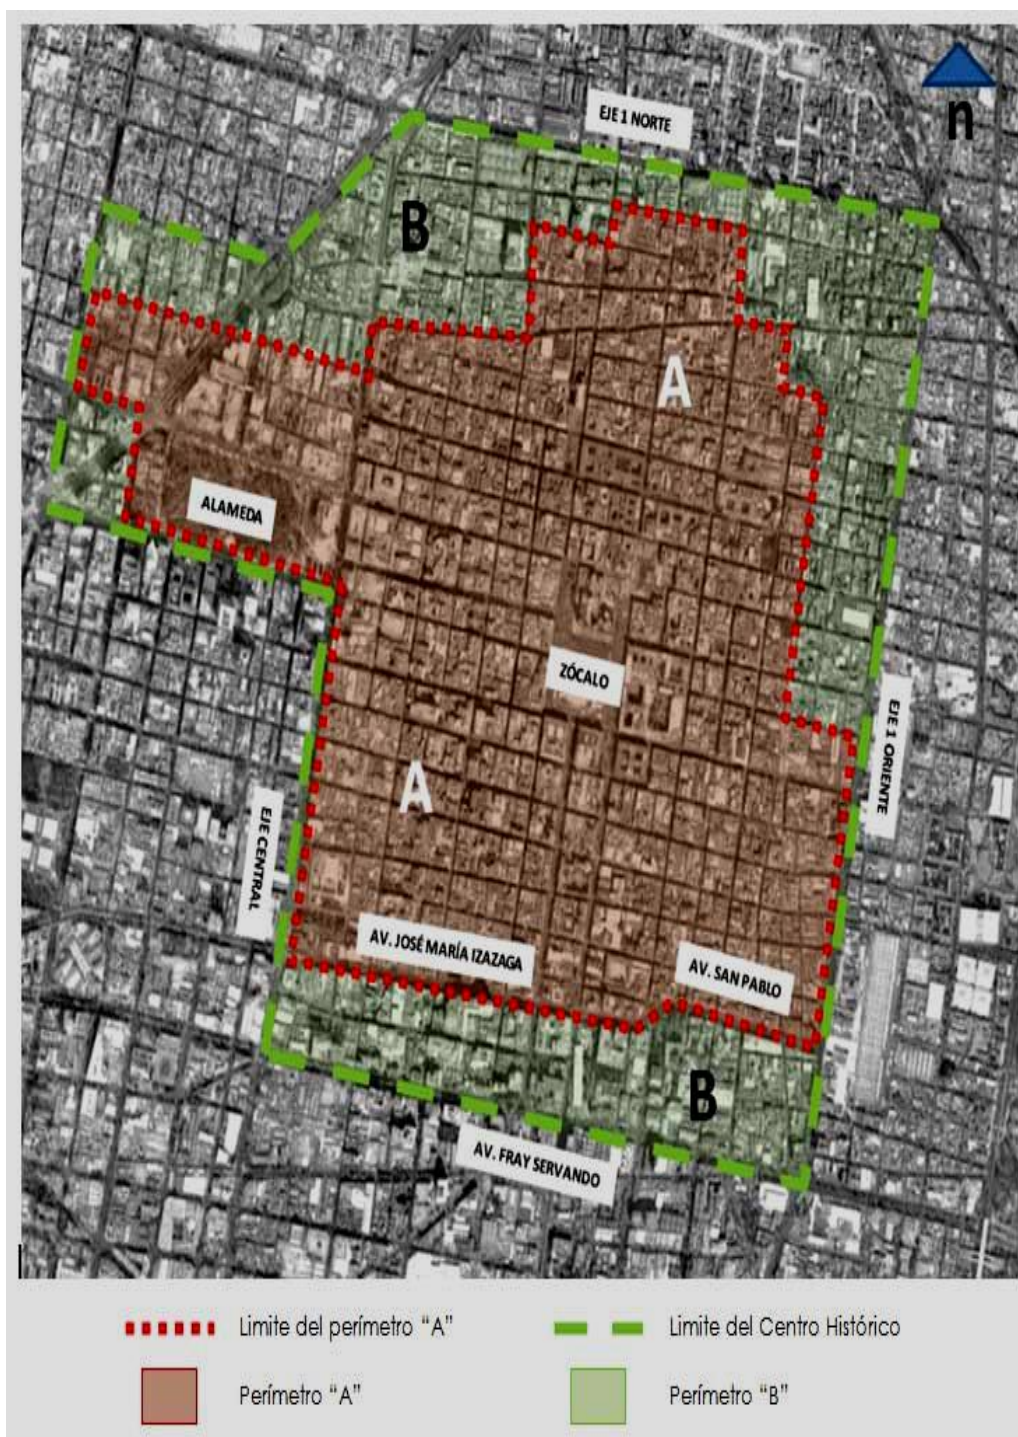 n
EJE 1 NORTE
B
A
ALAMEDA
ZÓCALO
A
EJE 1 ORIENTE
EJE CENTRAL
AV. JOSÉ MARÍA IZAZAGA
AV. SAN PABLO
B
AV. FRAY SERVANDO
Limite del perímetro “A”
Limite del Centro Histórico
Perímetro “A”
Perímetro “B”